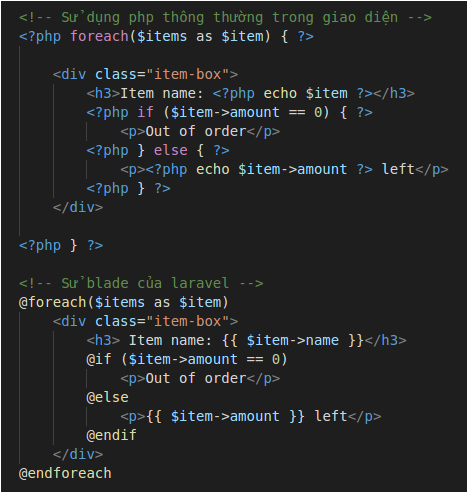 <!-- Sử dụng php thông thường trong giao diện -->
<?php foreach($items as $item) { ?>
<div class="item-box">
<h3>Item name: <?php echo $item ?></h3>
<?php if ($item->amount == 0) { ?>
<p>Out of order</p>
<?php } else { ?>
<p><?php echo $item->amount ?> left</p>
<?php } ?>
</div>
<?php } ?>
<!-- Sử blade của laravel -->
@foreach($items as $item)
<div class="item-box">
<h3> Item name: {{ $item->name }}</h3>
@if ($item->amount == 0)
<p>Out of order</p>
@else
<p>{{ $item->amount }} left</p>
@endif
</div>
@endforeach